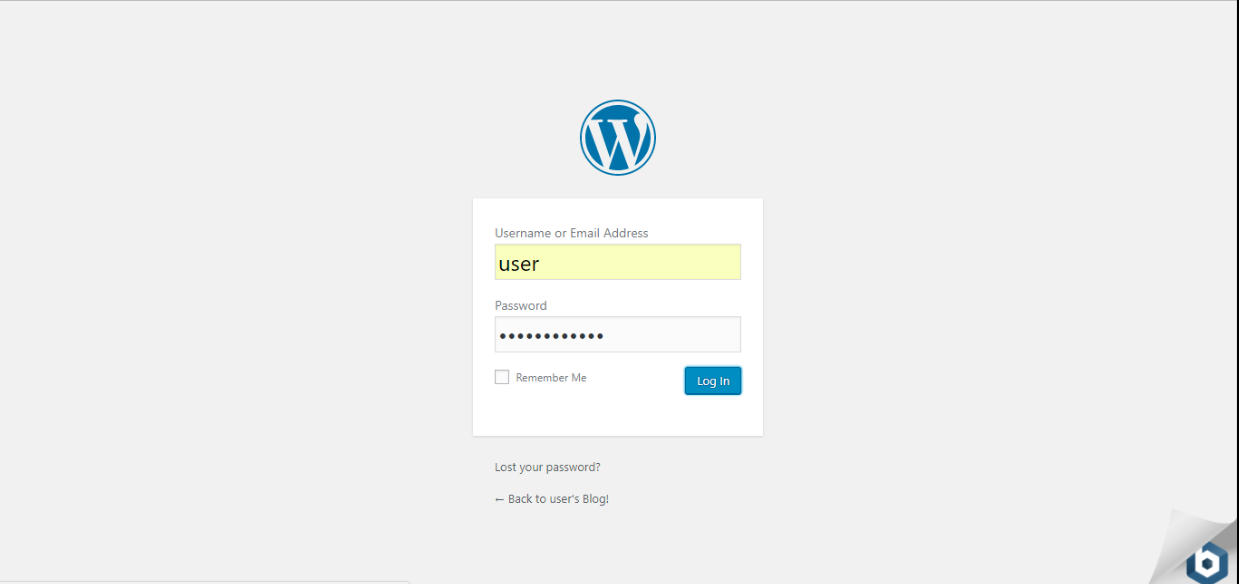 Username or Email Address
user
Password
••••••••••••
Remember Me
Log In
Lost your password?
← Back to user's Blog!